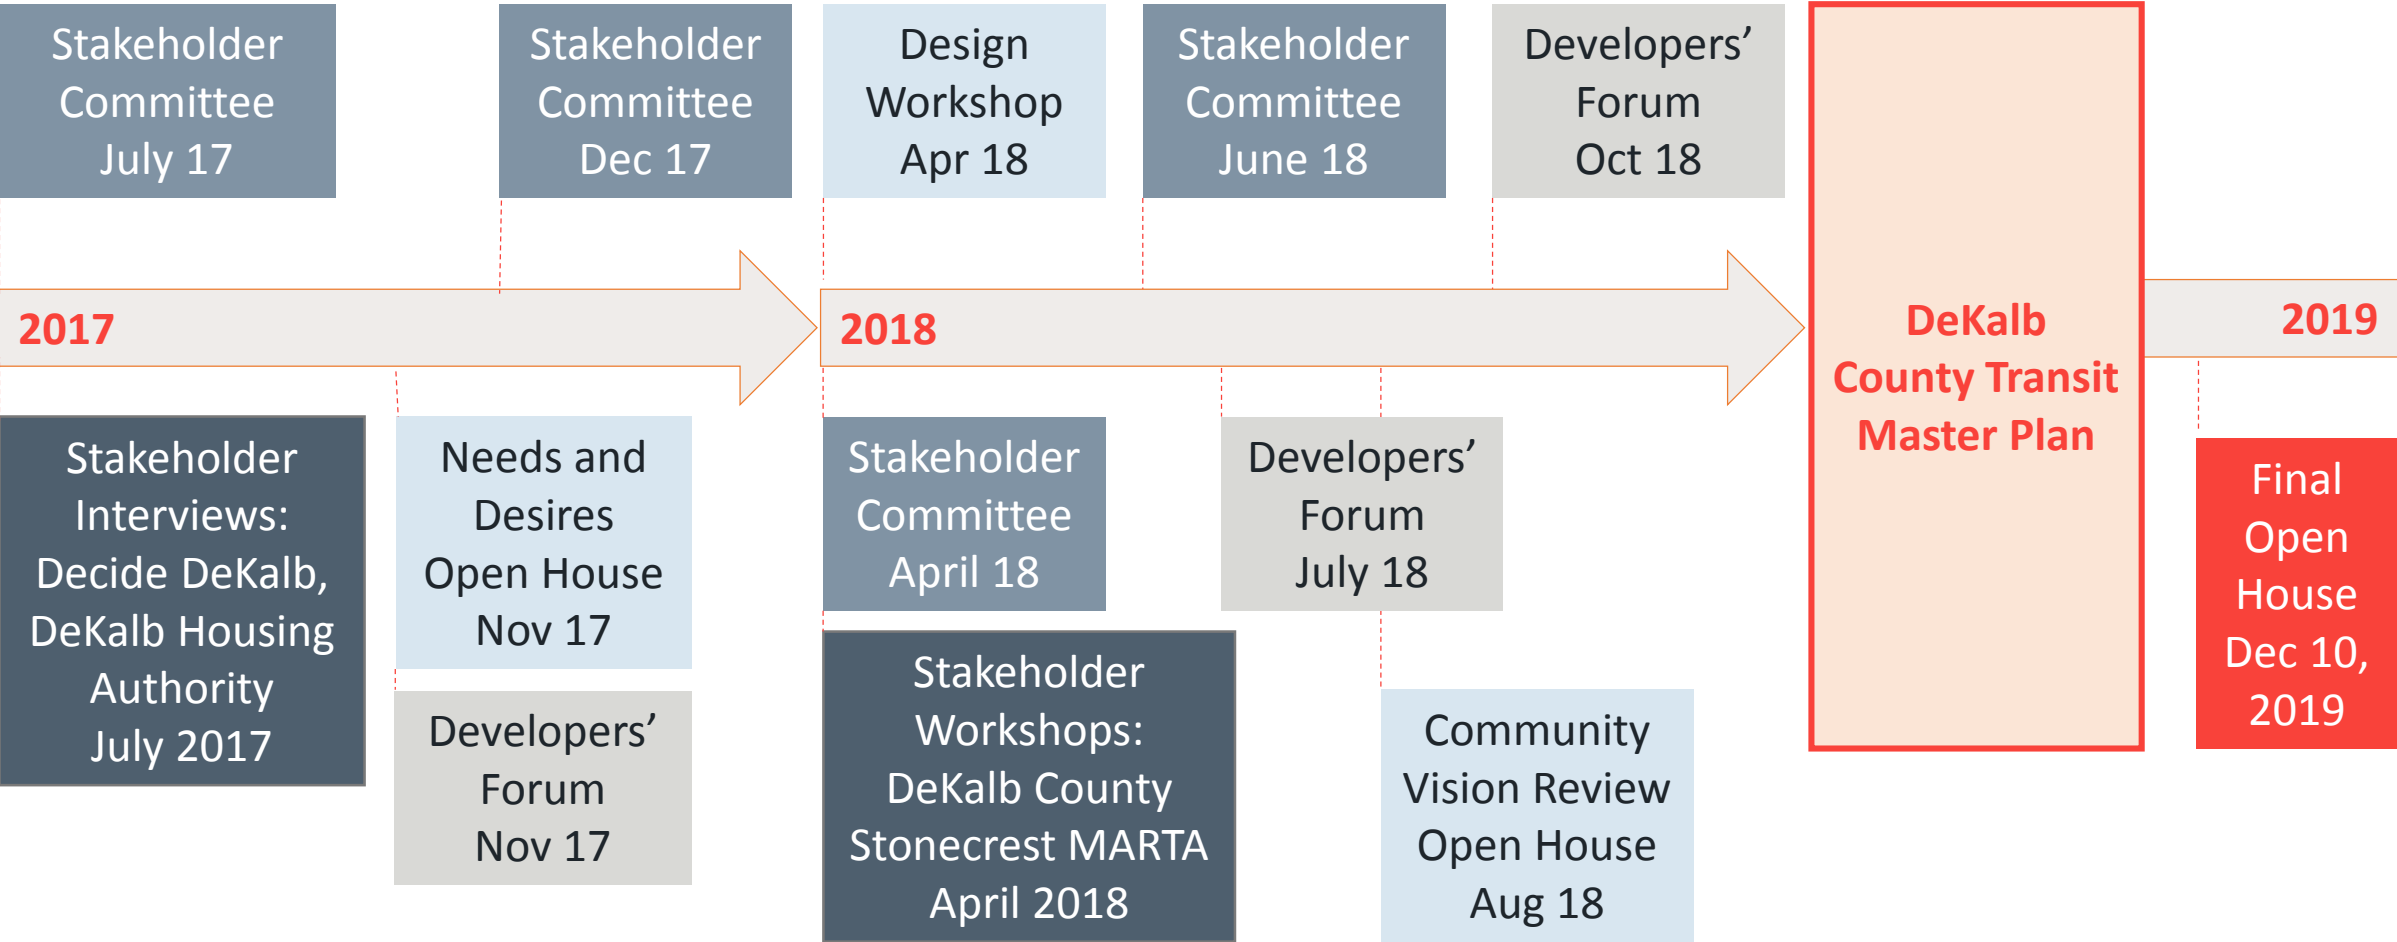 Stakeholder
Committee
July 17
Stakeholder
Committee
Dec 17
Design
Workshop
Apr 18
Stakeholder
Committee
June 18
Developers’
Forum
Oct 18
2017
2018
DeKalb
County Transit
Master Plan
2019
Stakeholder
Interviews:
Decide DeKalb,
DeKalb Housing
Authority
July 2017
Needs and
Desires
Open House
Nov 17
Developers’
Forum
Nov 17
Stakeholder
Committee
April 18
Stakeholder
Workshops:
DeKalb County
Stonecrest MARTA
April 2018
Developers’
Forum
July 18
Community
Vision Review
Open House
Aug 18
Final
Open
House
Dec 10,
2019